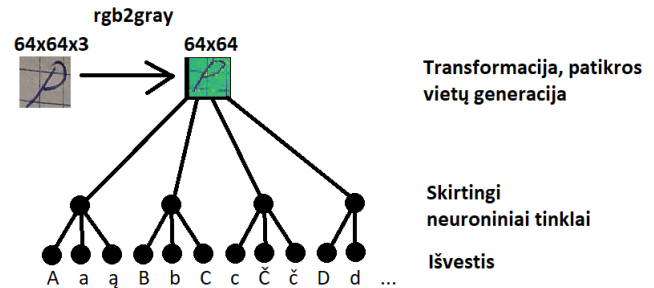 rgb2gray
64x64x3 64x64
Transformacija, patikros
vietų generacija
Skirtingi
neuroniniai tinklai
Išvestis
A a ą B b C c Č č D d ...